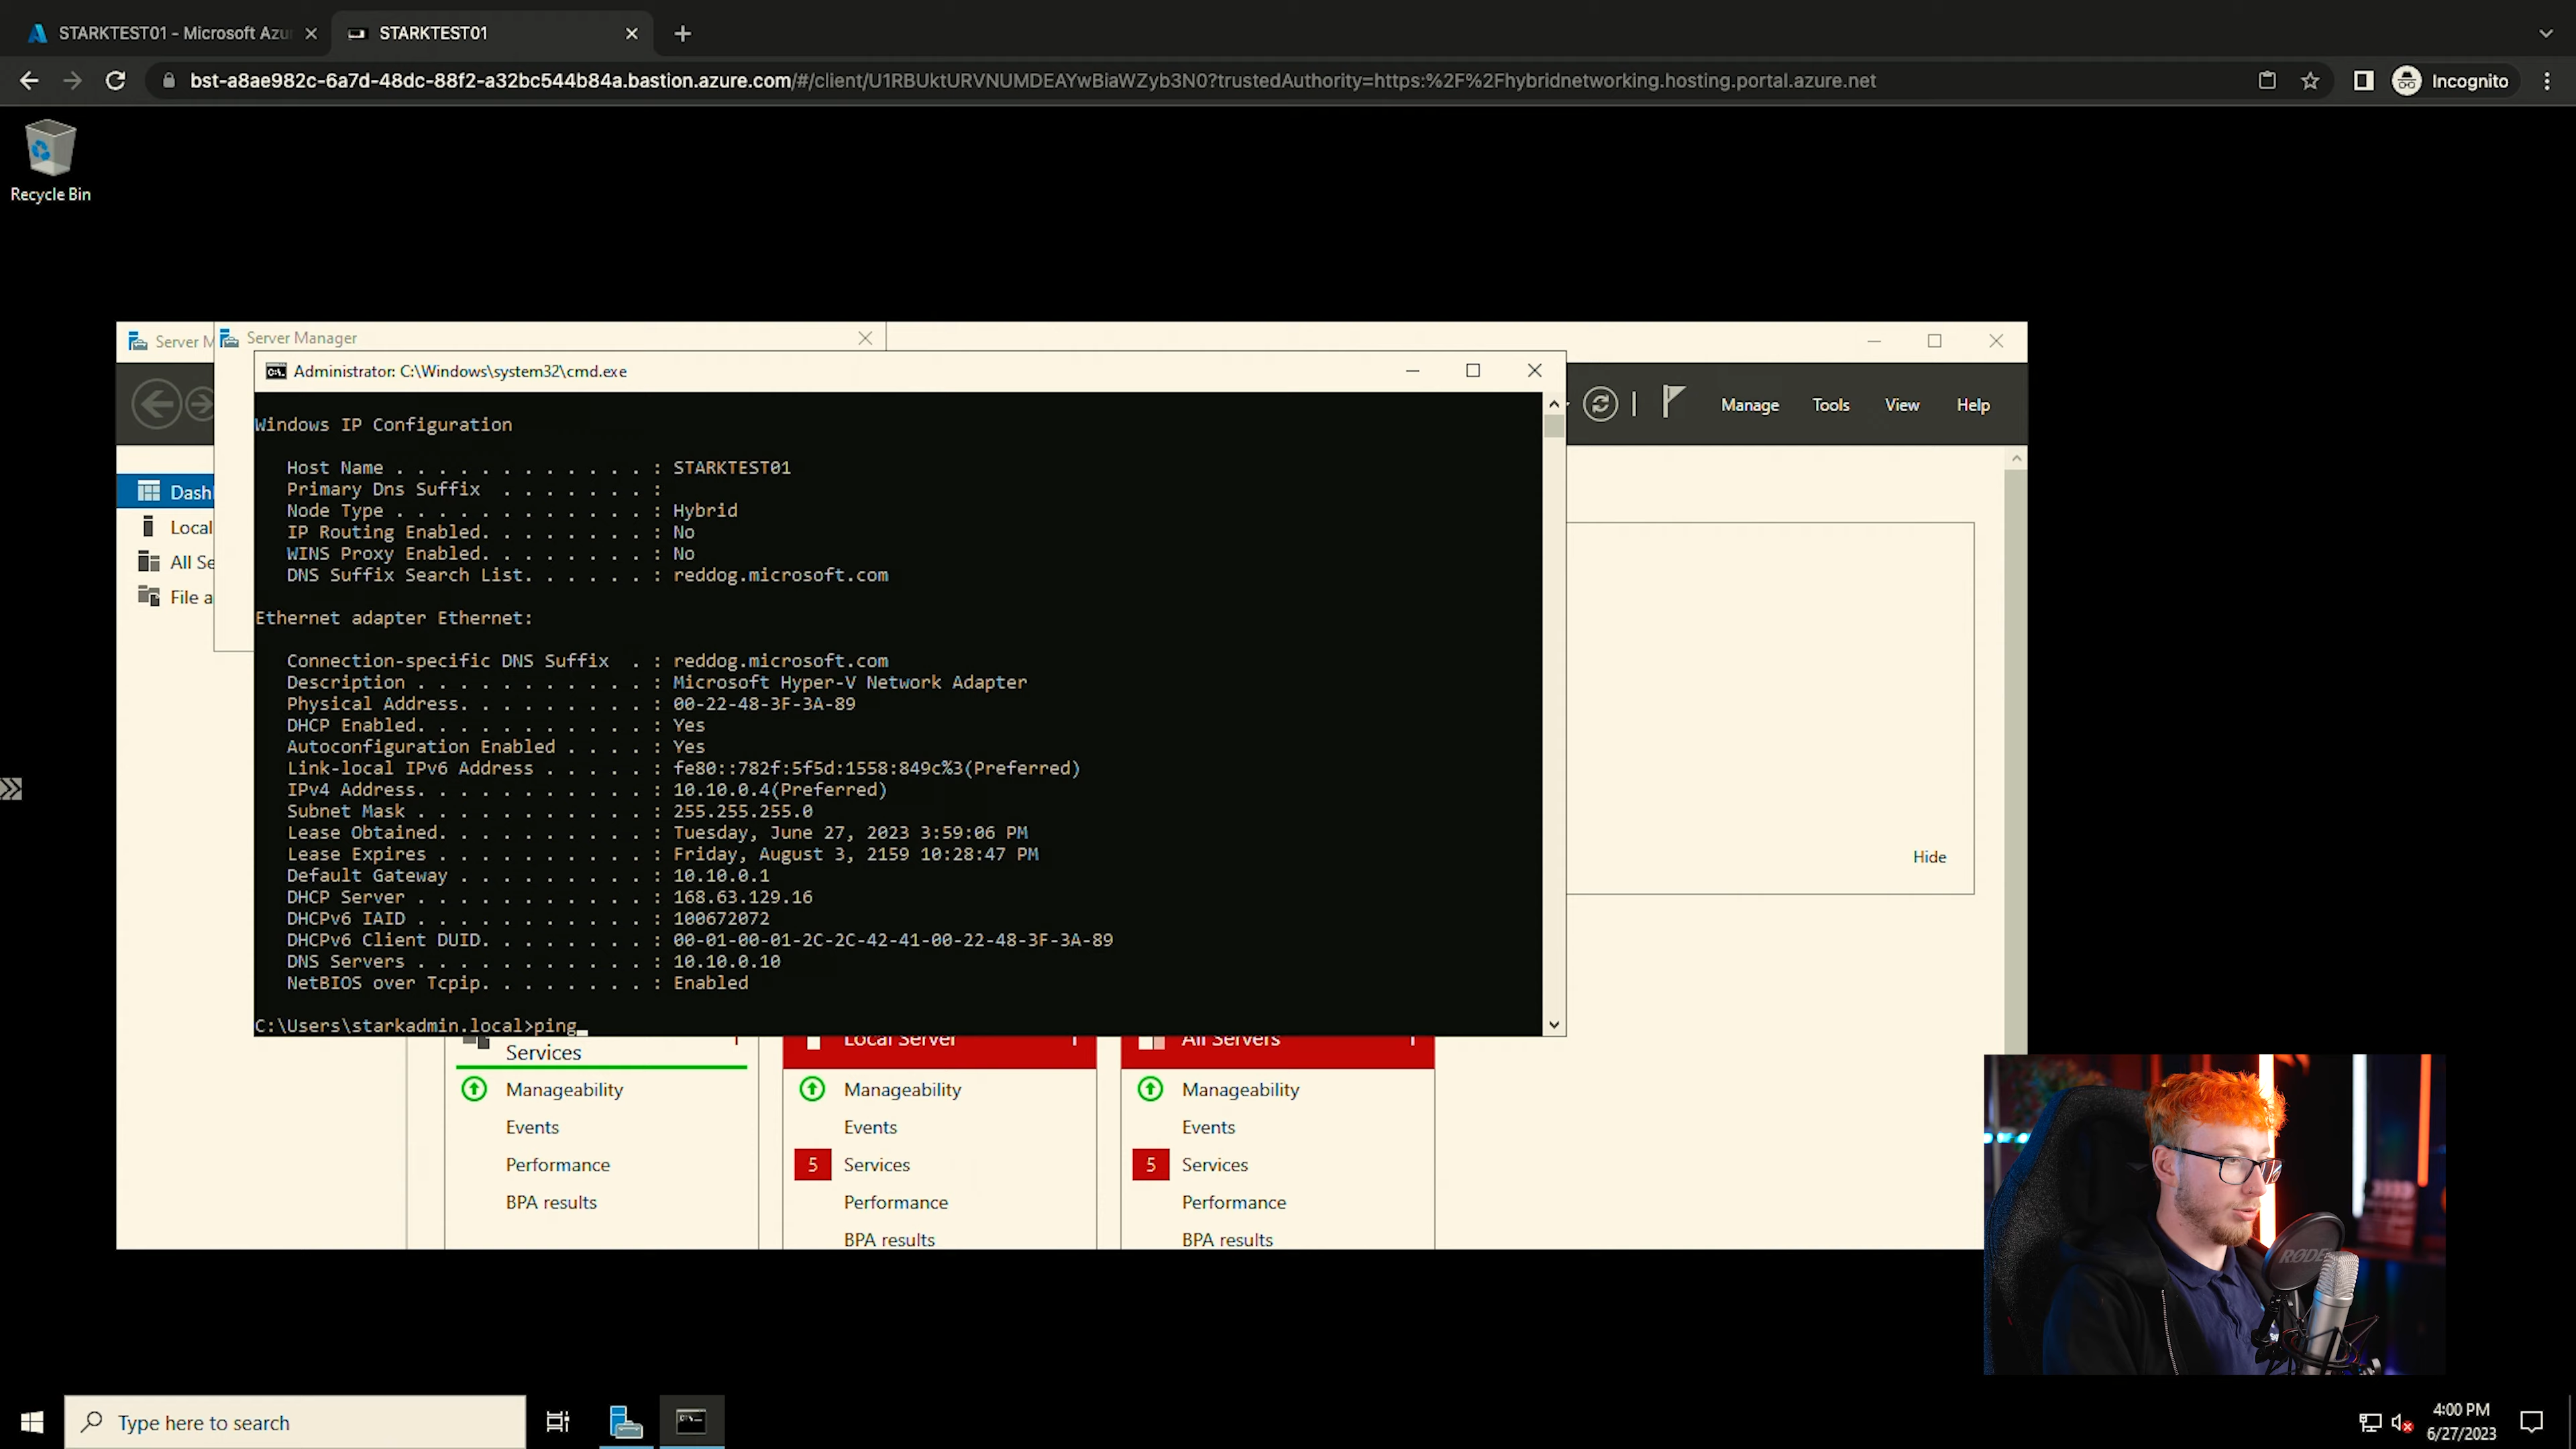 STARKTEST01 - Microsoft Azu
STARKTEST01
bst-a8ae982c-6a7d-48dc-88f2-a32bc544b84a.bastion.azure.com/#/client/U1RBUktURVNUMDEAYwBiaWZyb3N0?trustedAuthority=https:%2F%2Fhybridnetworking.hosting.portal.azure.net
Incognito
Recycle Bin
Server M
Server Manager
Administrator: C:\Windows\system32\cmd.exe
Manage Tools View Help
Dash
Local
All Se
File a
Windows IP Configuration
Host Name . . . . . . . . . . . . : STARKTEST01
Primary Dns Suffix . . . . . . . :
Node Type . . . . . . . . . . . . : Hybrid
IP Routing Enabled. . . . . . . . : No
WINS Proxy Enabled. . . . . . . . : No
DNS Suffix Search List. . . . . . : reddog.microsoft.com
Ethernet adapter Ethernet:
Connection-specific DNS Suffix . : reddog.microsoft.com
Description . . . . . . . . . . . : Microsoft Hyper-V Network Adapter
Physical Address. . . . . . . . . : 00-22-48-3F-3A-89
DHCP Enabled. . . . . . . . . . . : Yes
Autoconfiguration Enabled . . . . : Yes
Link-local IPv6 Address . . . . . : fe80::782f:5f5d:1558:849c%3(Preferred)
IPv4 Address. . . . . . . . . . . : 10.10.0.4(Preferred)
Subnet Mask . . . . . . . . . . . : 255.255.255.0
Lease Obtained. . . . . . . . . . : Tuesday, June 27, 2023 3:59:06 PM
Lease Expires . . . . . . . . . . : Friday, August 3, 2159 10:28:47 PM
Default Gateway . . . . . . . . . : 10.10.0.1
DHCP Server . . . . . . . . . . . : 168.63.129.16
DHCPv6 IAID . . . . . . . . . . . : 100672072
DHCPv6 Client DUID. . . . . . . . : 00-01-00-01-2C-2C-42-41-00-22-48-3F-3A-89
DNS Servers . . . . . . . . . . . : 10.10.0.10
NetBIOS over Tcpip. . . . . . . . : Enabled
C:\Users\starkadmin.local>ping_
Hide
Services
Manageability
Events
Performance
BPA results
Local Server 1
Manageability
Events
5 Services
Performance
BPA results
All Servers 1
Manageability
Events
5 Services
Performance
BPA results
RØDE
Type here to search
4:00 PM
6/27/2023